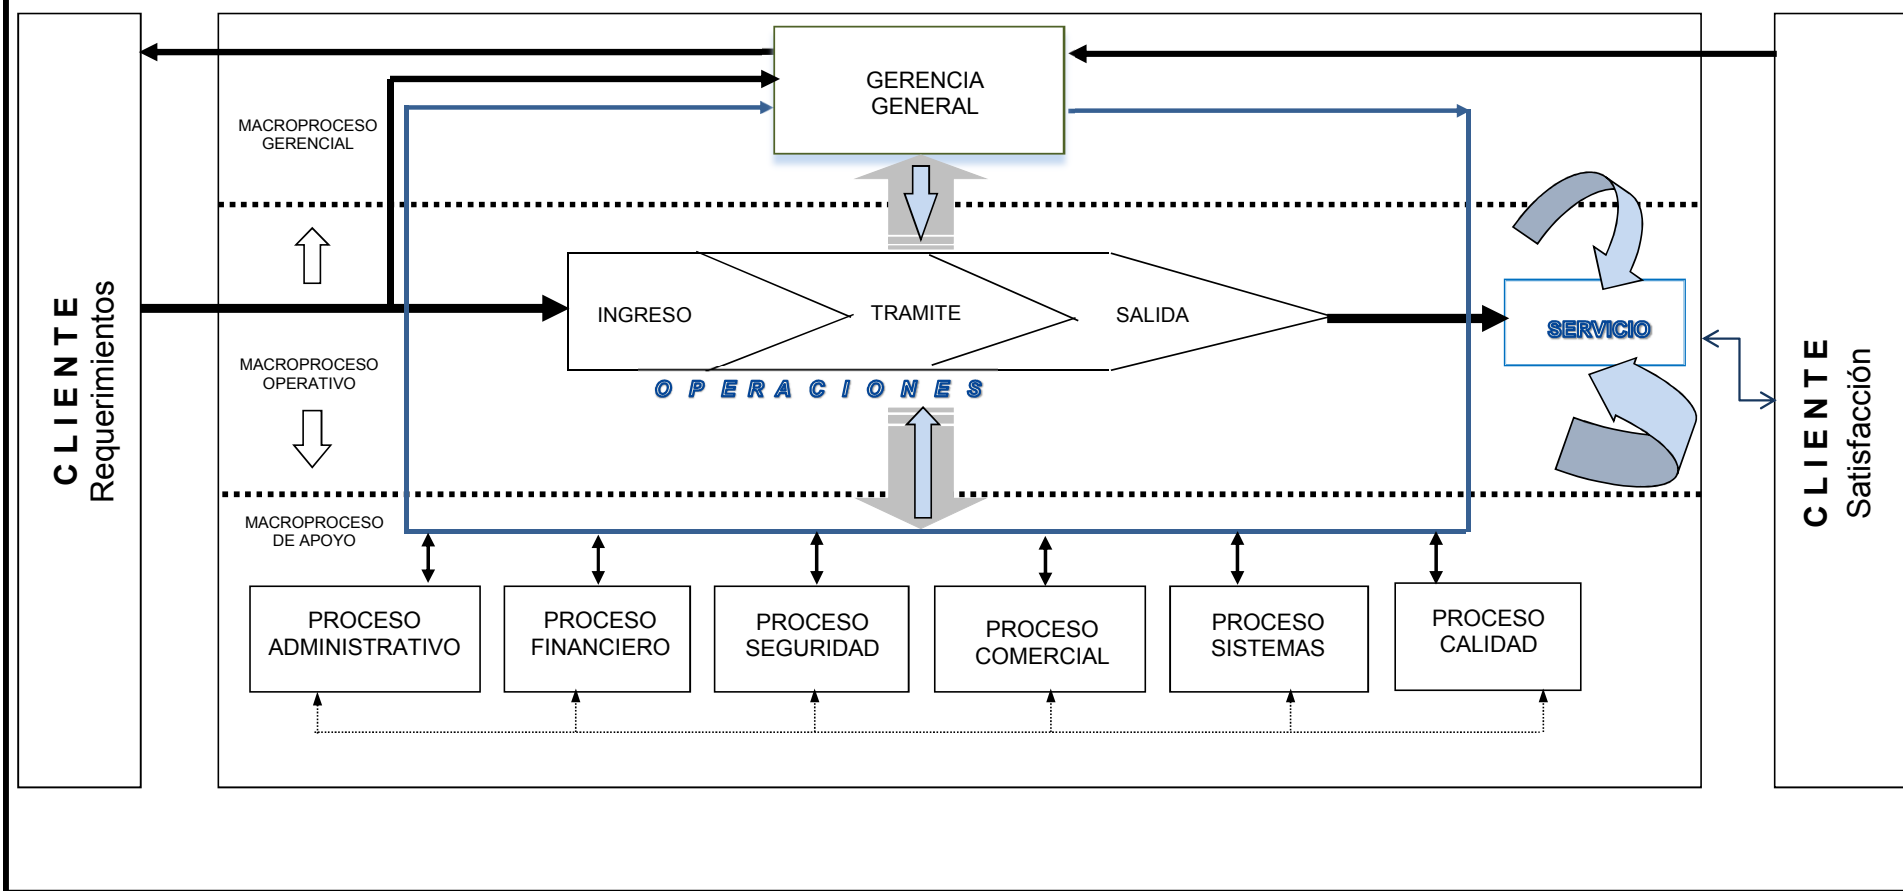 GERENCIA
GENERAL
MACROPROCESO
GERENCIAL
CLIENTE
Requerimientos
INGRESO
TRAMITE
SALIDA
SERVICIO
MACROPROCESO
OPERATIVO
OPERACIONES
CLIENTE
Satisfacción
MACROPROCESO
DE APOYO
PROCESO
ADMINISTRATIVO
PROCESO
FINANCIERO
PROCESO
SEGURIDAD
PROCESO
COMERCIAL
PROCESO
SISTEMAS
PROCESO
CALIDAD